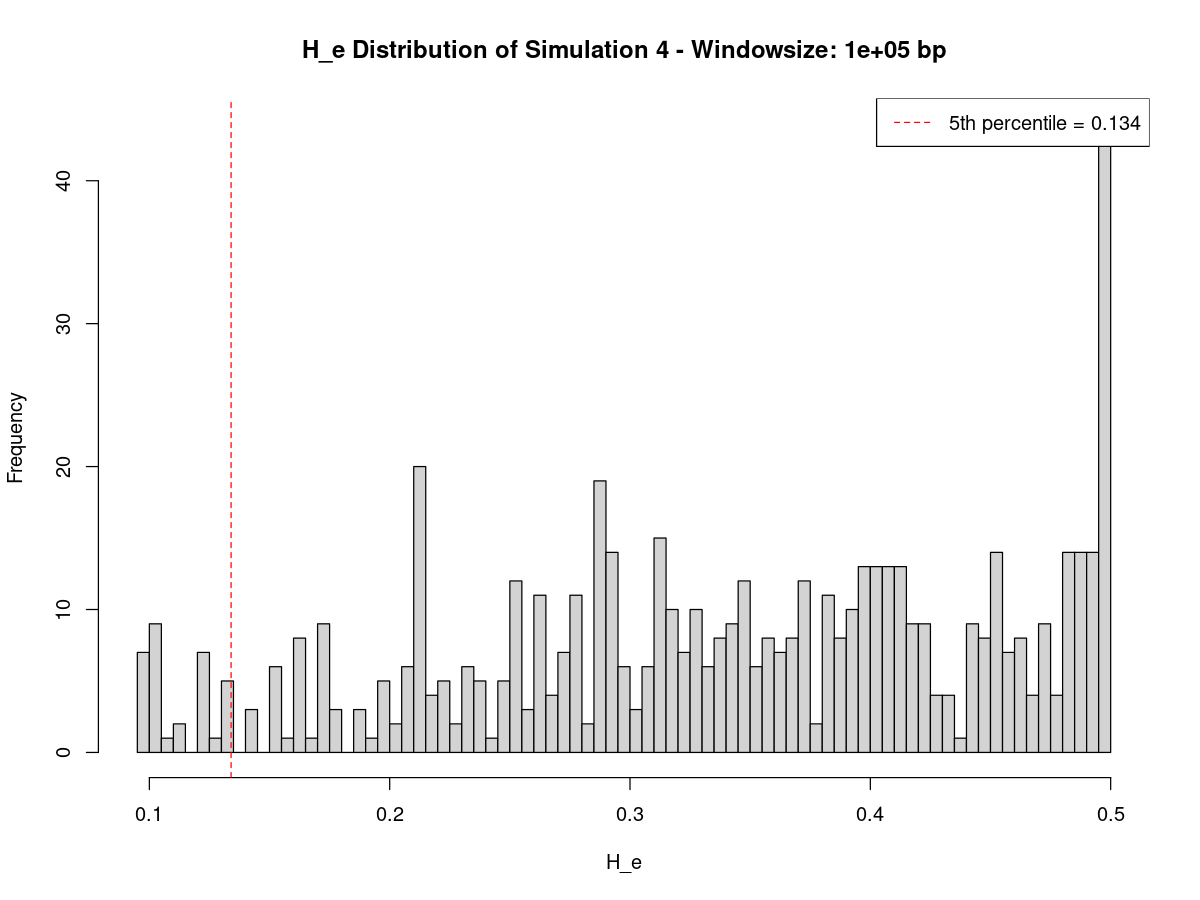 H_e Distribution of Simulation 4 - Windowsize: 1e+05 bp
5th percentile = 0.134
Frequency
40
30
20
10
0
0.1 0.2 0.3 0.4 0.5
H_e